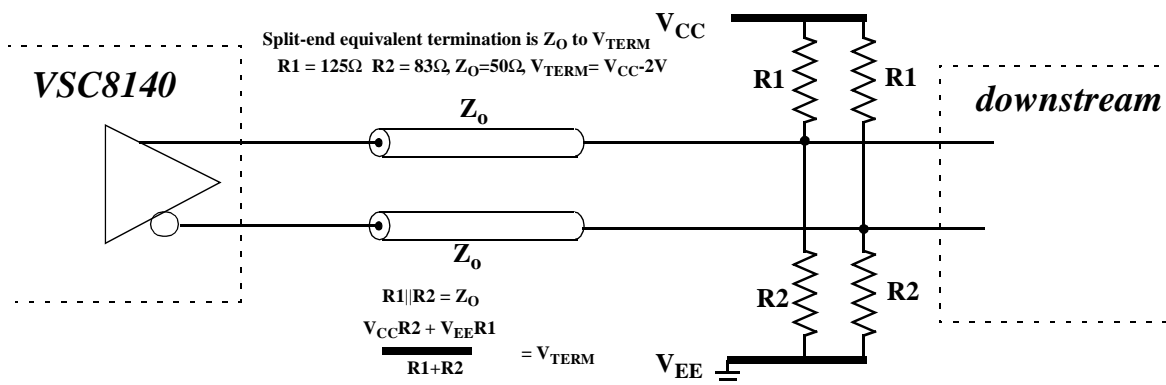 Split-end equivalent termination is ZO to VTERM
R1 = 125Ω R2 = 83Ω, ZO=50Ω, VTERM= VCC-2V
VCC
VSC8140
R1
R1
downstream
Zo
Zo
R2
R2
R1||R2 = ZO
VCCR2 + VEER1
R1+R2
= VTERM
VEE